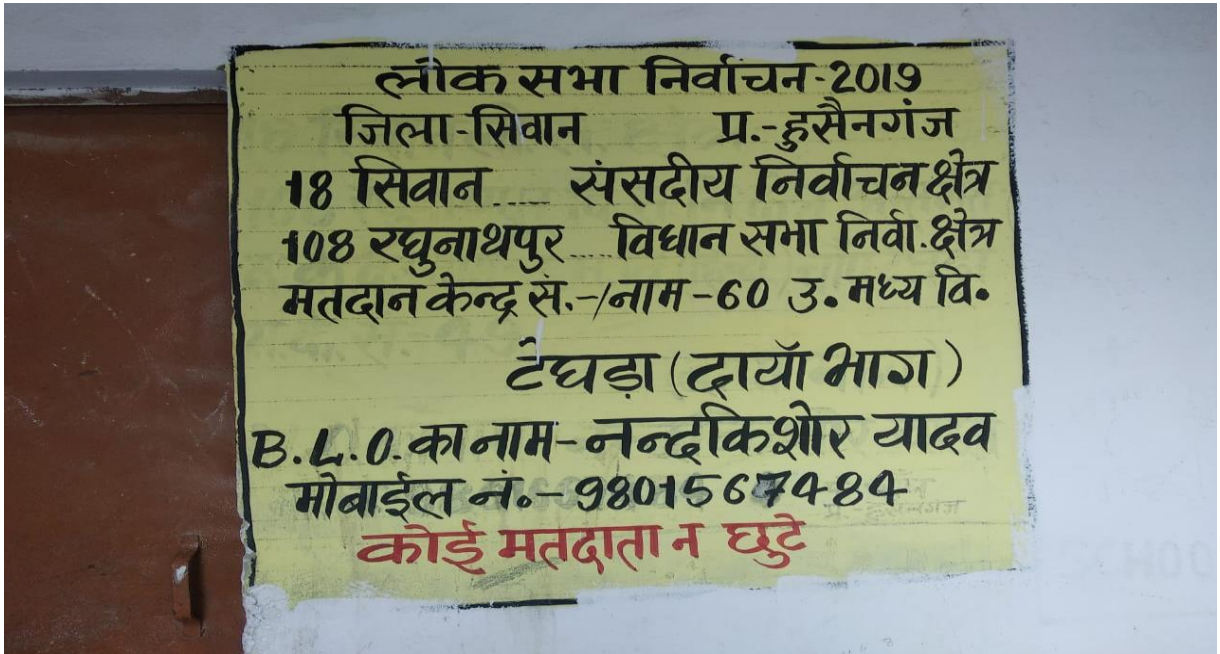 लोक सभा निर्वाचन-2019
जिला-सिवान प्र.-हुसैनगंज
18 सिवान..... संसदीय निर्वाचन क्षेत्र
108 रघुनाथपुर.... विधान सभा निर्वा. क्षेत्र
मतदान केन्द्र सं.-/नाम-60 उ॰ मध्य वि॰
टेघड़ा (दायाँ भाग)
B.L.O. का नाम-नन्दकिशोर यादव
मोबाईल नं॰-9801567484
कोई मतदाता न छुटे